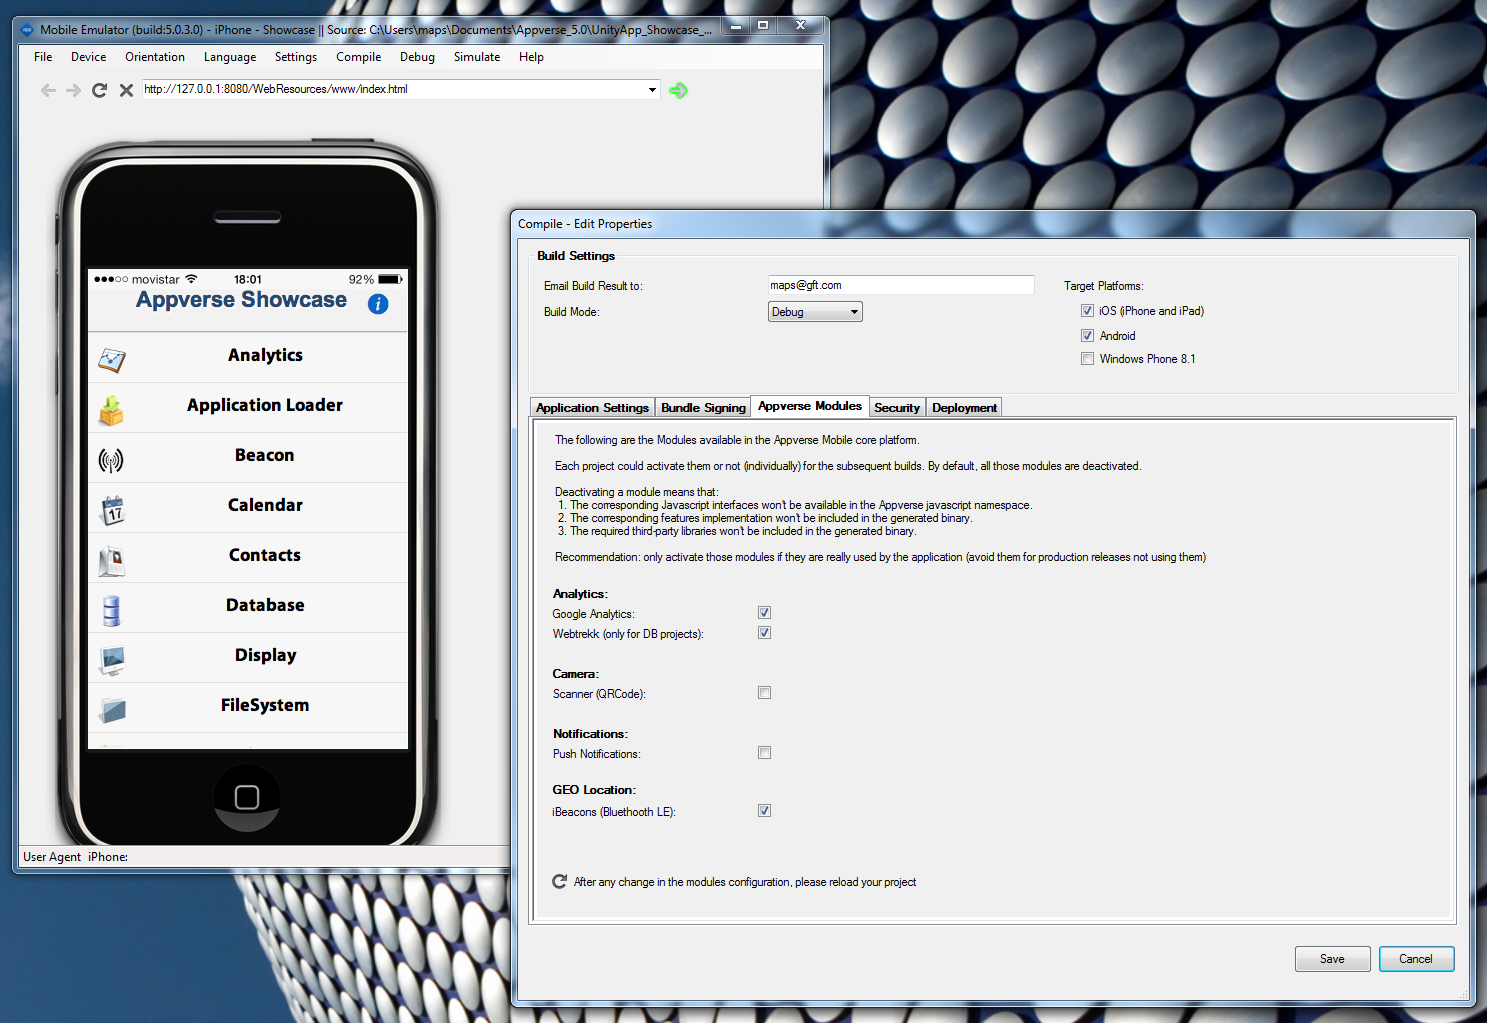 Mobile Emulator (build:5.0.3.0) - iPhone - Showcase || Source: C:\Users\maps\Documents\Appverse_5.0\UnityApp_Showcase_...
File Device Orientation Language Settings Compile Debug Simulate Help
http://127.0.0.1:8080/WebResources/www/index.html
movistar 18:01 92%
Appverse Showcase i
Analytics
Application Loader
Beacon
17 Calendar
Contacts
Database
Display
FileSystem
User Agent iPhone:
Compile - Edit Properties
Build Settings
Email Build Result to: maps@gft.com Target Platforms:
Build Mode: Debug iOS (iPhone and iPad)
Android
Windows Phone 8.1
Application Settings Bundle Signing Appverse Modules Security Deployment
The following are the Modules available in the Appverse Mobile core platform.
Each project could activate them or not (individually) for the subsequent builds. By default, all those modules are deactivated.
Deactivating a module means that:
1. The corresponding Javascript interfaces won't be available in the Appverse javascript namespace.
2. The corresponding features implementation won't be included in the generated binary.
3. The required third-party libraries won't be included in the generated binary.
Recommendation: only activate those modules if they are really used by the application (avoid them for production releases not using them)
Analytics:
Google Analytics:
Webtrekk (only for DB projects):
Camera:
Scanner (QRCode):
Notifications:
Push Notifications:
GEO Location:
iBeacons (Bluethooth LE):
After any change in the modules configuration, please reload your project
Save Cancel